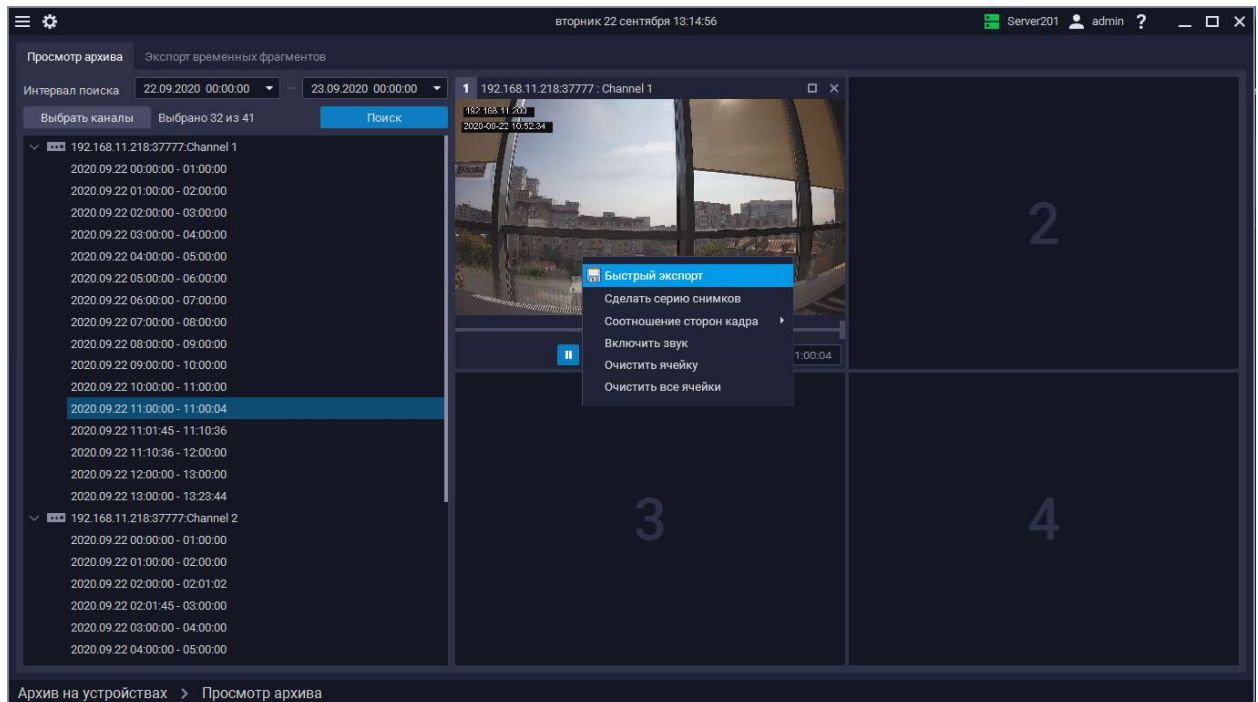 вторник 22 сентября 13:14:56
Server201
admin
?
Просмотр архива
Экспорт временных фрагментов
Интервал поиска
22.09.2020 00:00:00
–
23.09.2020 00:00:00
Выбрать каналы
Выбрано 32 из 41
Поиск
192.168.11.218:37777:Channel 1
2020.09.22 00:00:00 - 01:00:00
2020.09.22 01:00:00 - 02:00:00
2020.09.22 02:00:00 - 03:00:00
2020.09.22 03:00:00 - 04:00:00
2020.09.22 04:00:00 - 05:00:00
2020.09.22 05:00:00 - 06:00:00
2020.09.22 06:00:00 - 07:00:00
2020.09.22 07:00:00 - 08:00:00
2020.09.22 08:00:00 - 09:00:00
2020.09.22 09:00:00 - 10:00:00
2020.09.22 10:00:00 - 11:00:00
2020.09.22 11:00:00 - 11:00:04
2020.09.22 11:01:45 - 11:10:36
2020.09.22 11:10:36 - 12:00:00
2020.09.22 12:00:00 - 13:00:00
2020.09.22 13:00:00 - 13:23:44
192.168.11.218:37777:Channel 2
2020.09.22 00:00:00 - 01:00:00
2020.09.22 01:00:00 - 02:00:00
2020.09.22 02:00:00 - 02:01:02
2020.09.22 02:01:45 - 03:00:00
2020.09.22 03:00:00 - 04:00:00
2020.09.22 04:00:00 - 05:00:00
1 192.168.11.218:37777 : Channel 1
192.168.11.200
2020-09-22 10:52:34
Быстрый экспорт
Сделать серию снимков
Соотношение сторон кадра
Включить звук
Очистить ячейку
Очистить все ячейки
1:00:04
2
3
4
Архив на устройствах > Просмотр архива